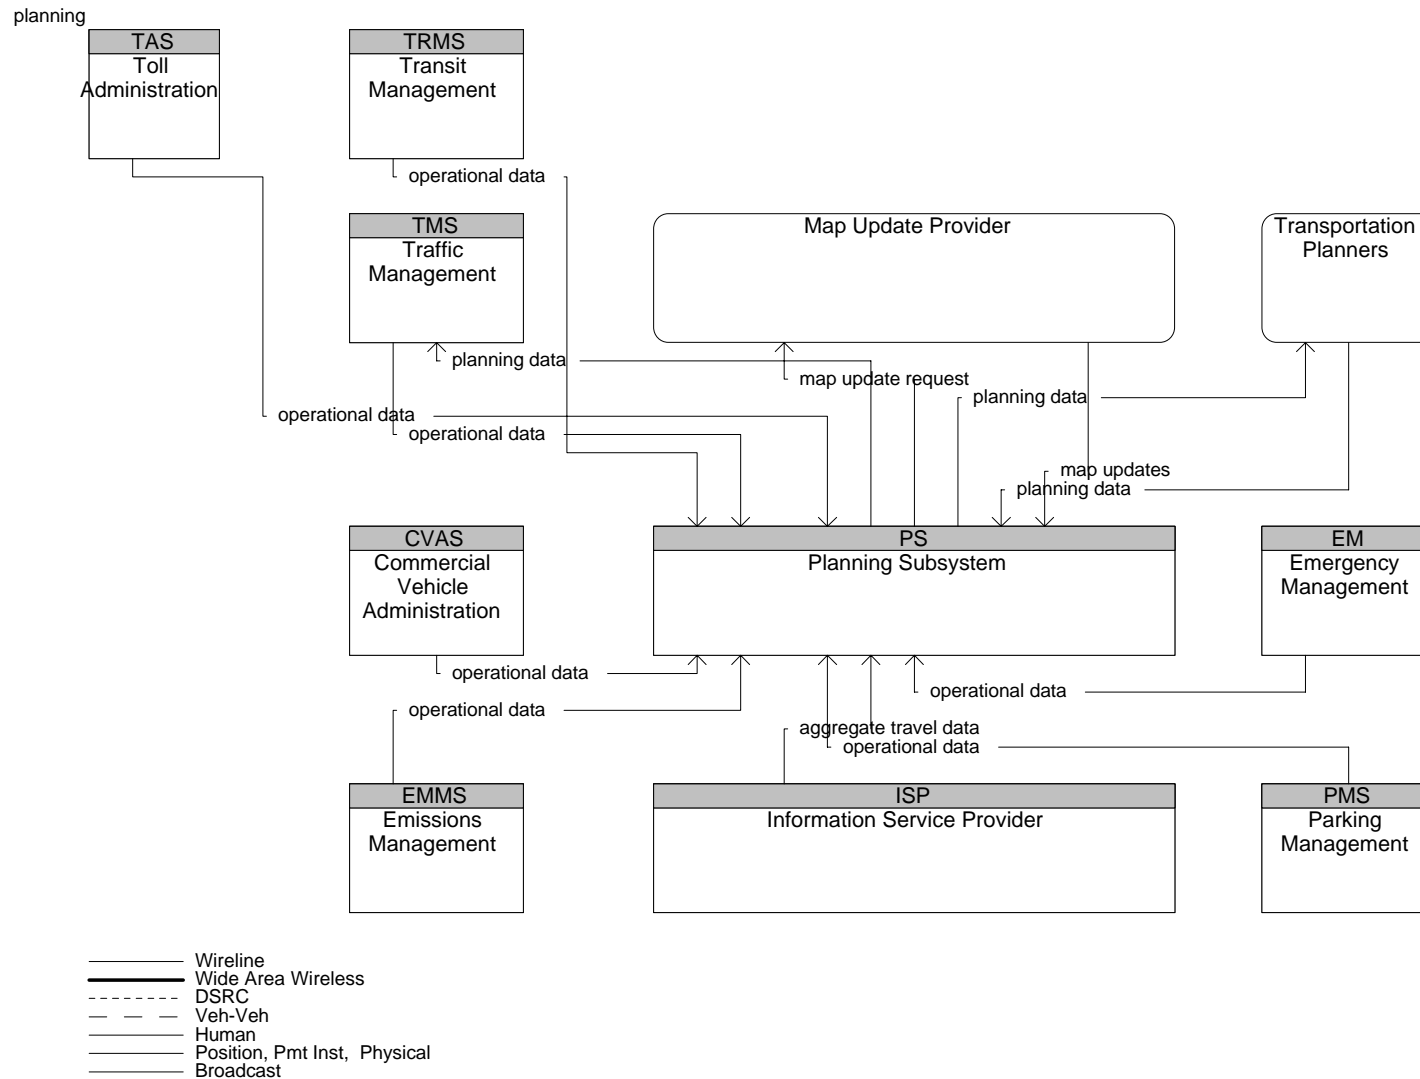 planning
TAS
Toll
Administration
TRMS
Transit
Management
operational data
TMS
Traffic
Management
Map Update Provider
Transportation
Planners
planning data
map update request
planning data
operational data
operational data
map updates
planning data
CVAS
Commercial
Vehicle
Administration
PS
Planning Subsystem
EM
Emergency
Management
operational data
operational data
operational data
aggregate travel data
operational data
EMMS
Emissions
Management
ISP
Information Service Provider
PMS
Parking
Management
Wireline
Wide Area Wireless
DSRC
Veh-Veh
Human
Position, Pmt Inst,  Physical
Broadcast